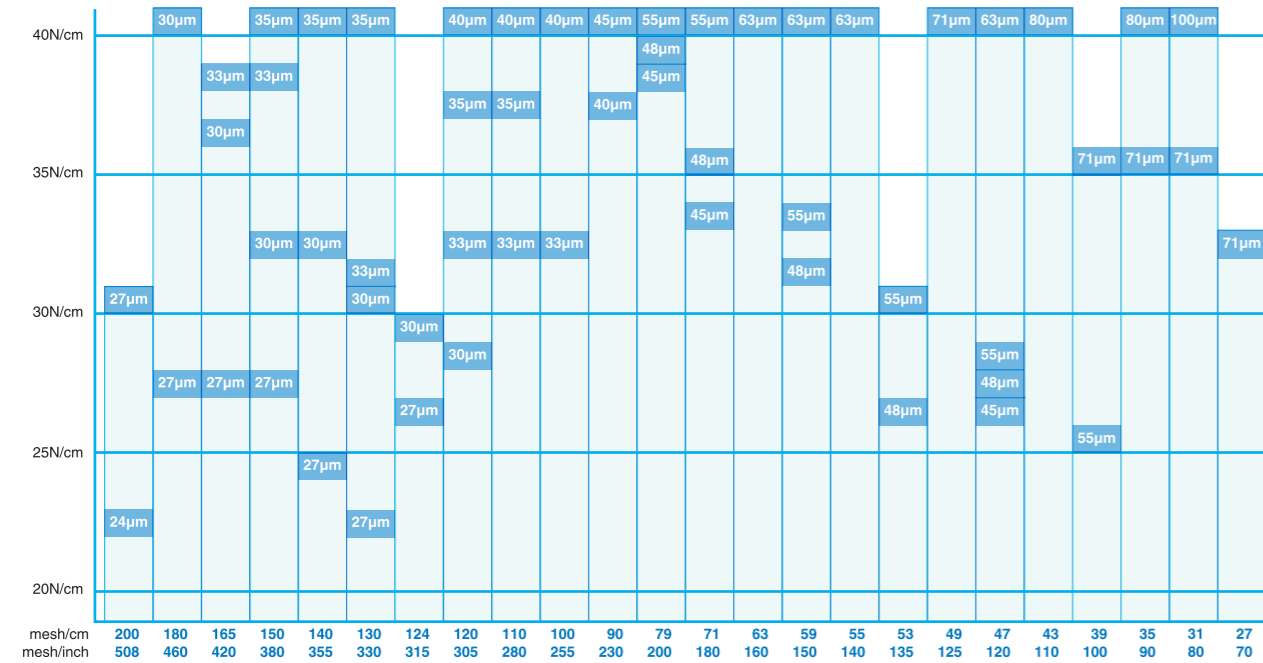 30µm 35µm 35µm 35µm 40µm 40µm 40µm 45µm 55µm 55µm 63µm 63µm 63µm 71µm 63µm 80µm 80µm 100µm
40N/cm
48µm
33µm 33µm 45µm
35µm 35µm 40µm
30µm
48µm 71µm 71µm 71µm
35N/cm
45µm 55µm
30µm 30µm 33µm 33µm 33µm 71µm
33µm 48µm
27µm 30µm 55µm
30N/cm
30µm
30µm 55µm
27µm 27µm 27µm 48µm
27µm 48µm 45µm
55µm
25N/cm
27µm
24µm 27µm
20N/cm
mesh/cm 200 180 165 150 140 130 124 120 110 100 90 79 71 63 59 55 53 49 47 43 39 35 31 27
mesh/inch 508 460 420 380 355 330 315 305 280 255 230 200 180 160 150 140 135 125 120 110 100 90 80 70